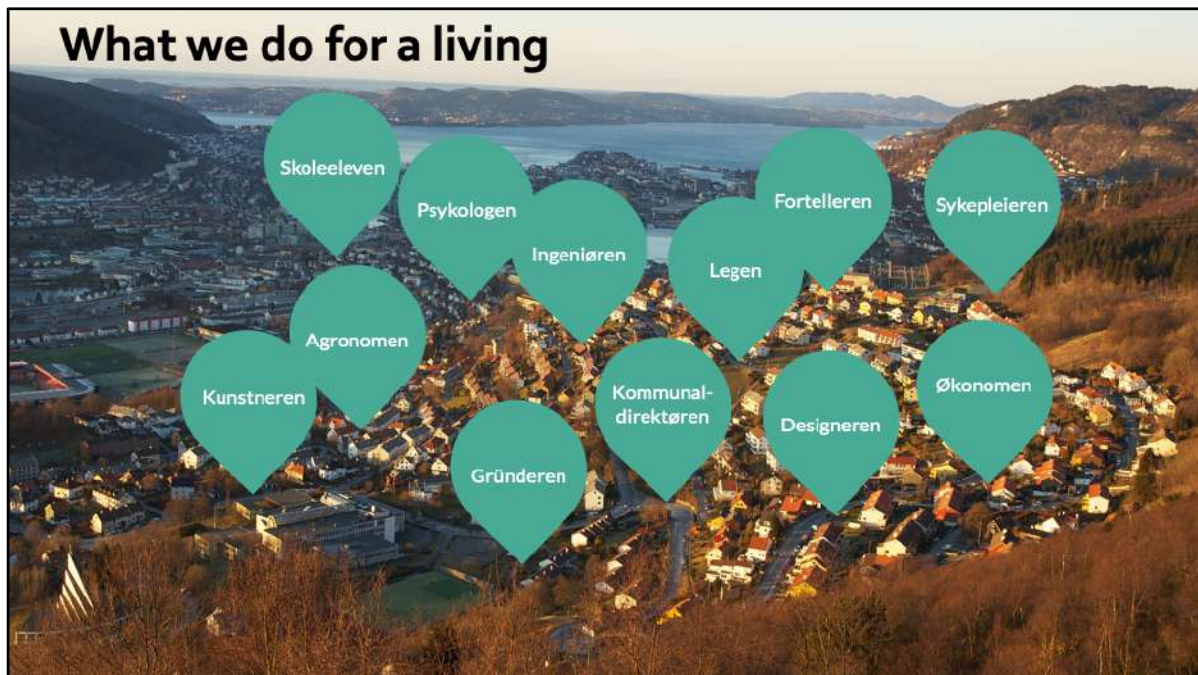 What we do for a living
Skoleeleven
Psykologen
Ingeniøren
Legen
Fortelleren
Sykepleieren
Agronomen
Kunstneren
Gründeren
Kommunal-
direktøren
Designeren
Økonomen